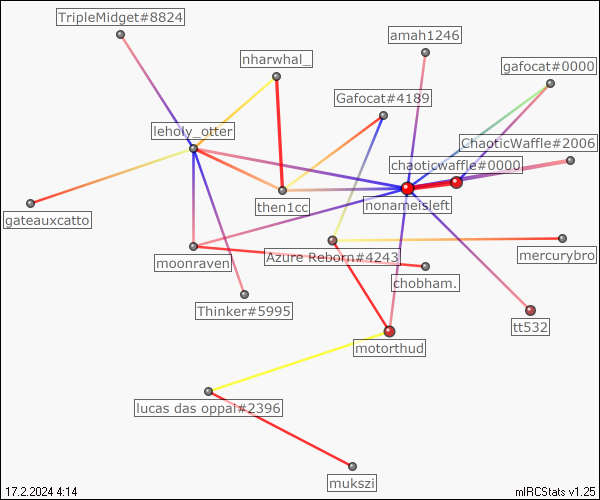 TripleMidget#8824
amah1246
nharwhal_
gafocat#0000
Gafocat#4189
leholy_otter
ChaoticWaffle#2006
chaoticwaffle#0000
then1cc
nonameisleft
gateauxcatto
moonraven
Azure Reborn#4243
mercurybro
chobham.
Thinker#5995
tt532
motorthud
lucas das oppai#2396
mukszi
17.2.2024 4:14
mIRCStats v1.25